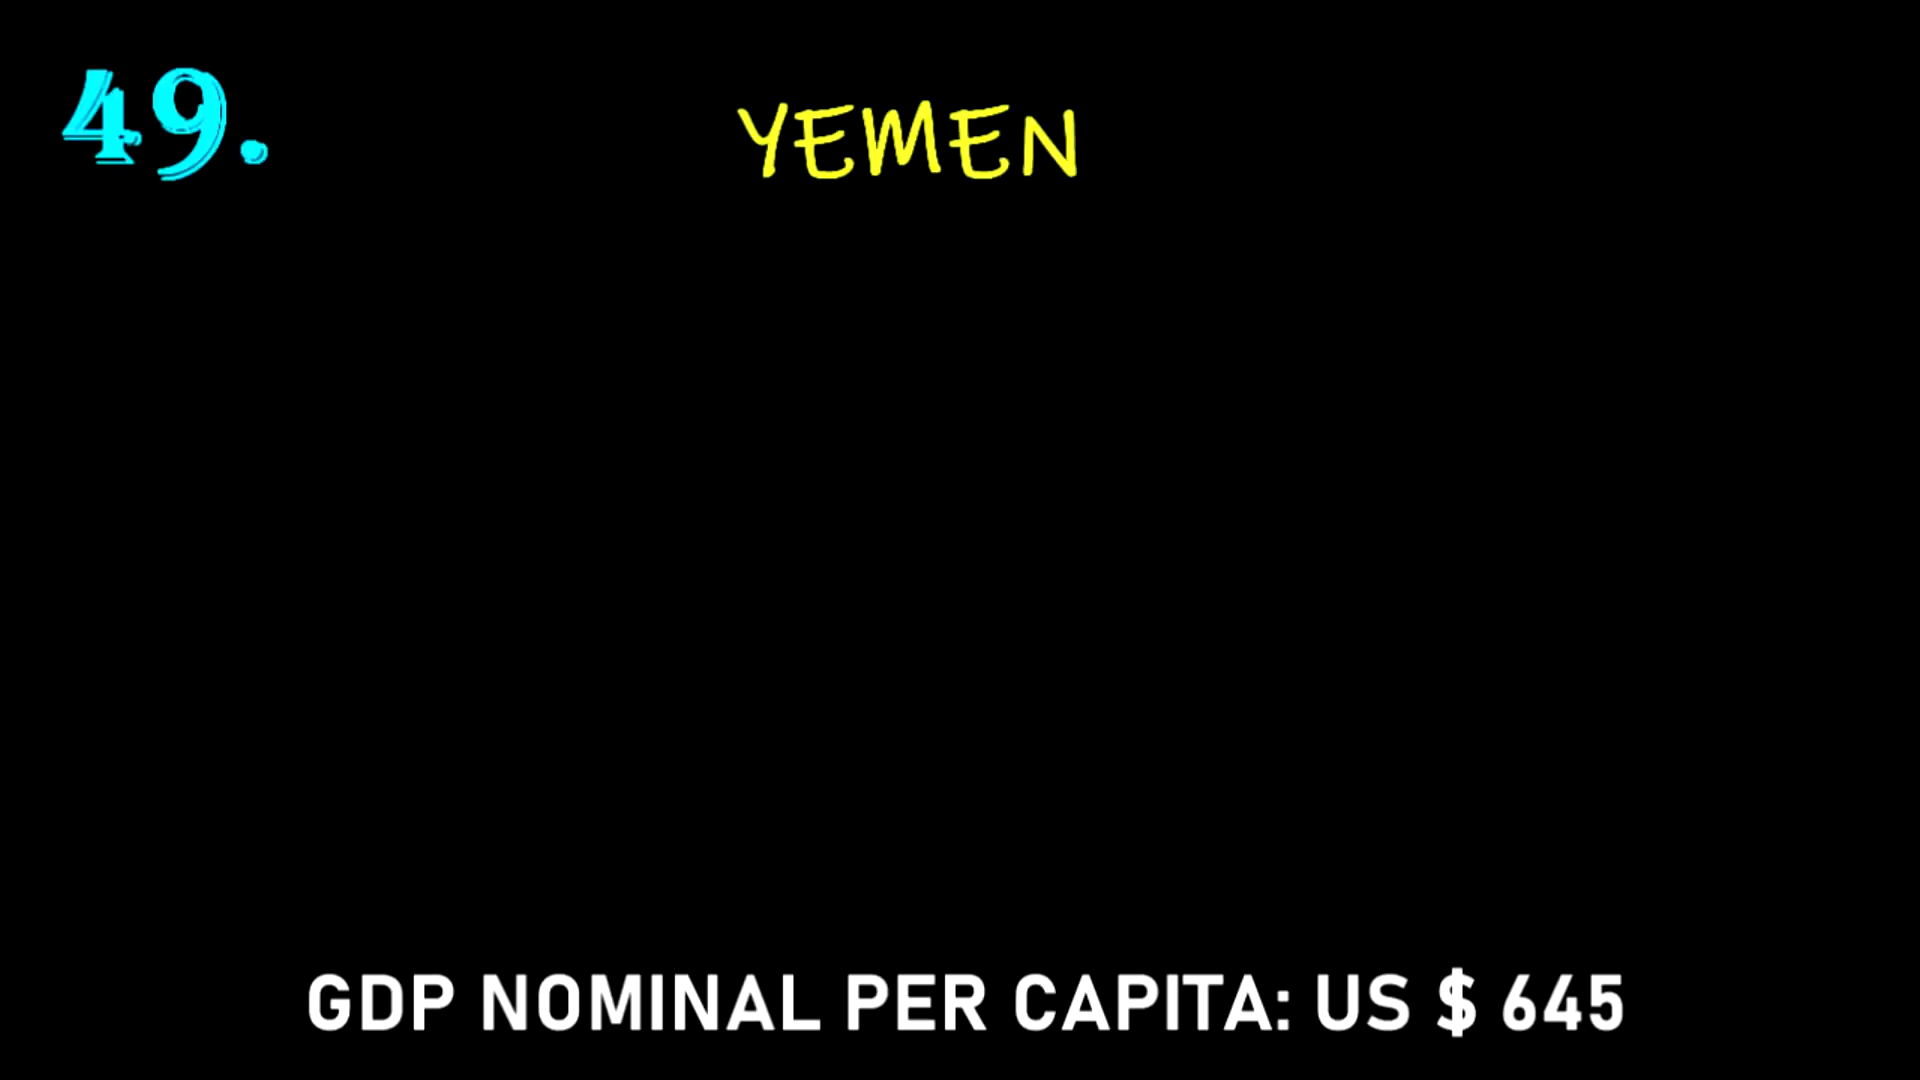 49.
YEMEN
GDP NOMINAL PER CAPITA: US $ 645